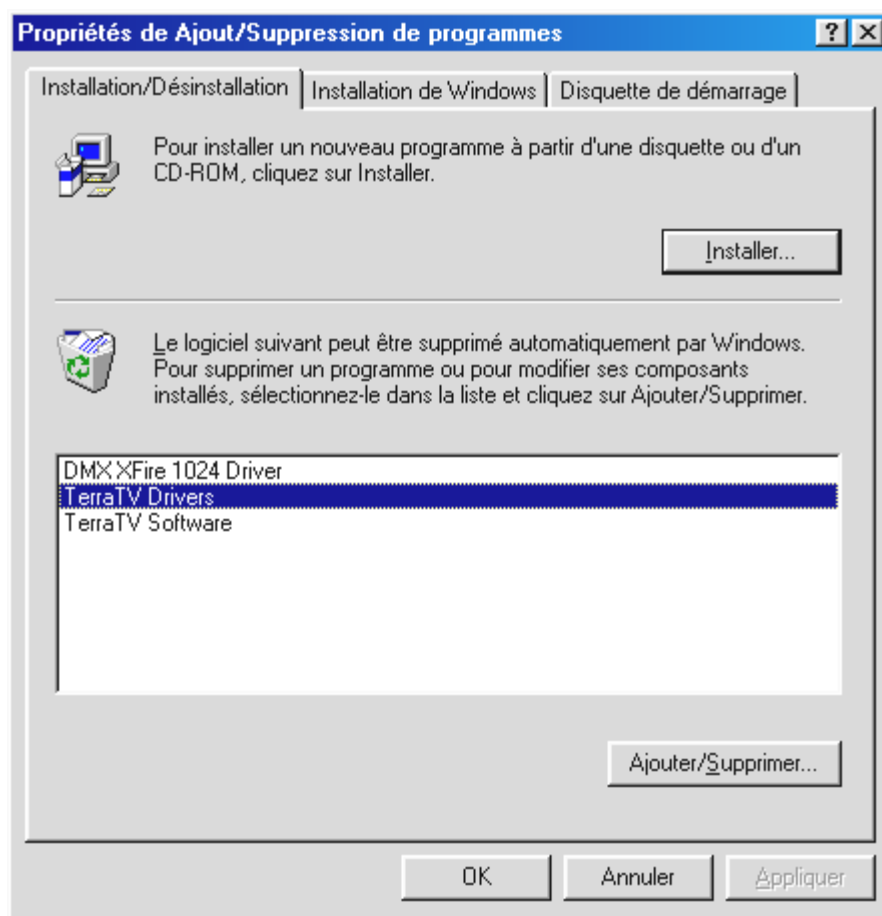 Propriétés de Ajout/Suppression de programmes
Installation/Désinstallation Installation de Windows Disquette de démarrage
Pour installer un nouveau programme à partir d'une disquette ou d'un
CD-ROM, cliquez sur Installer.
Installer...
Le logiciel suivant peut être supprimé automatiquement par Windows.
Pour supprimer un programme ou pour modifier ses composants
installés, sélectionnez-le dans la liste et cliquez sur Ajouter/Supprimer.
DMX XFire 1024 Driver
TerraTV Drivers
TerraTV Software
Ajouter/Supprimer...
OK Annuler Appliquer